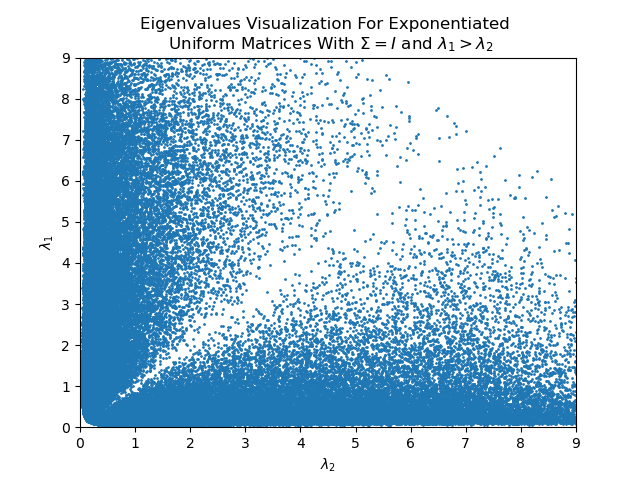 Eigenvalues Visualization For Exponentiated
Uniform Matrices With Σ = I and λ₁ > λ₂
9
8
7
6
5
4
3
2
1
0
λ₁
0 1 2 3 4 5 6 7 8 9
λ₂